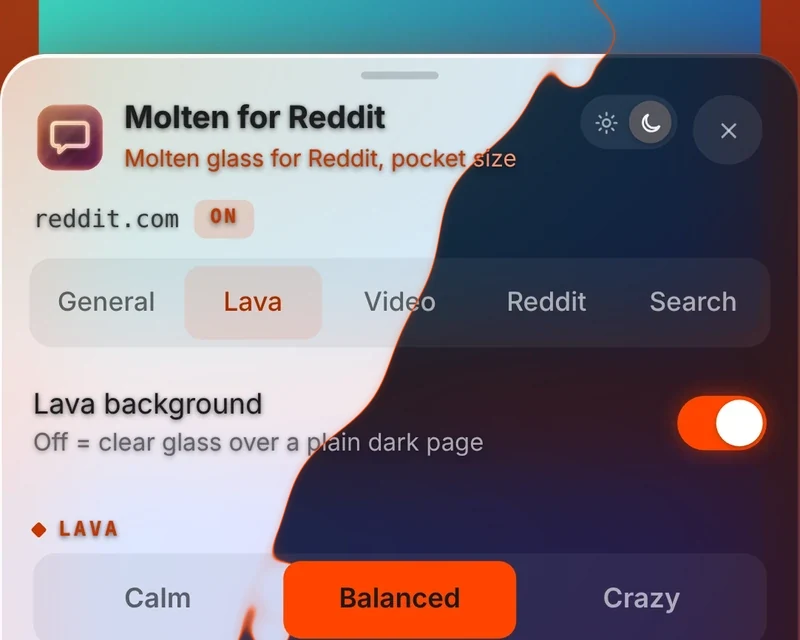 Molten for Reddit
Molten glass for Reddit, pocket size
reddit.com ON
General Lava Video Reddit Search
Lava background
Off = clear glass over a plain dark page
LAVA
Calm Balanced Crazy